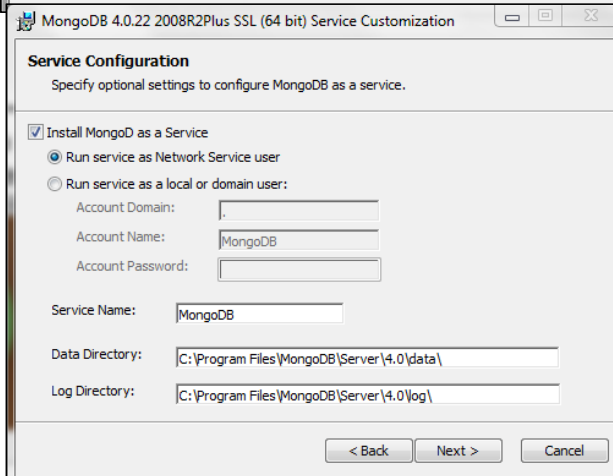 MongoDB 4.0.22 2008R2Plus SSL (64 bit) Service Customization
Service Configuration
Specify optional settings to configure MongoDB as a service.
Install MongoD as a Service
Run service as Network Service user
Run service as a local or domain user:
Account Domain: .
Account Name: MongoDB
Account Password:
Service Name: MongoDB
Data Directory: C:\Program Files\MongoDB\Server\4.0\data\
Log Directory: C:\Program Files\MongoDB\Server\4.0\log\
< Back Next > Cancel